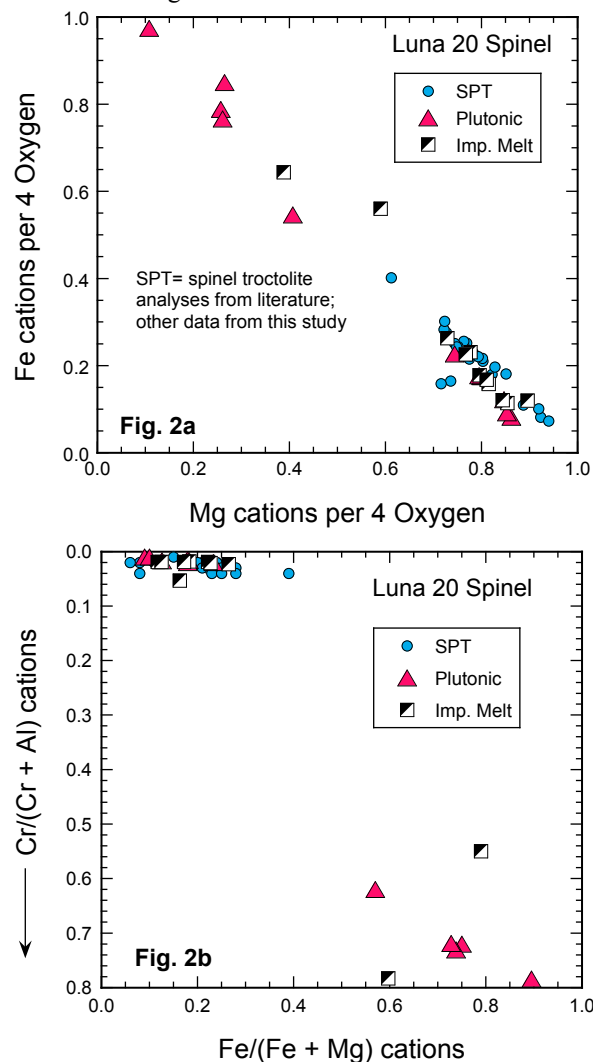 Luna 20 Spinel
SPT
Plutonic
Imp. Melt
SPT= spinel troctolite
analyses from literature;
other data from this study
Fig. 2a
Fe cations per 4 Oxygen
1.0
0.8
0.6
0.4
0.2
0.0
0.0 0.2 0.4 0.6 0.8 1.0
Mg cations per 4 Oxygen
Luna 20 Spinel
SPT
Plutonic
Imp. Melt
Fig. 2b
Cr/(Cr + Al) cations
0.0
0.1
0.2
0.3
0.4
0.5
0.6
0.7
0.8
0.0 0.2 0.4 0.6 0.8 1.0
Fe/(Fe + Mg) cations